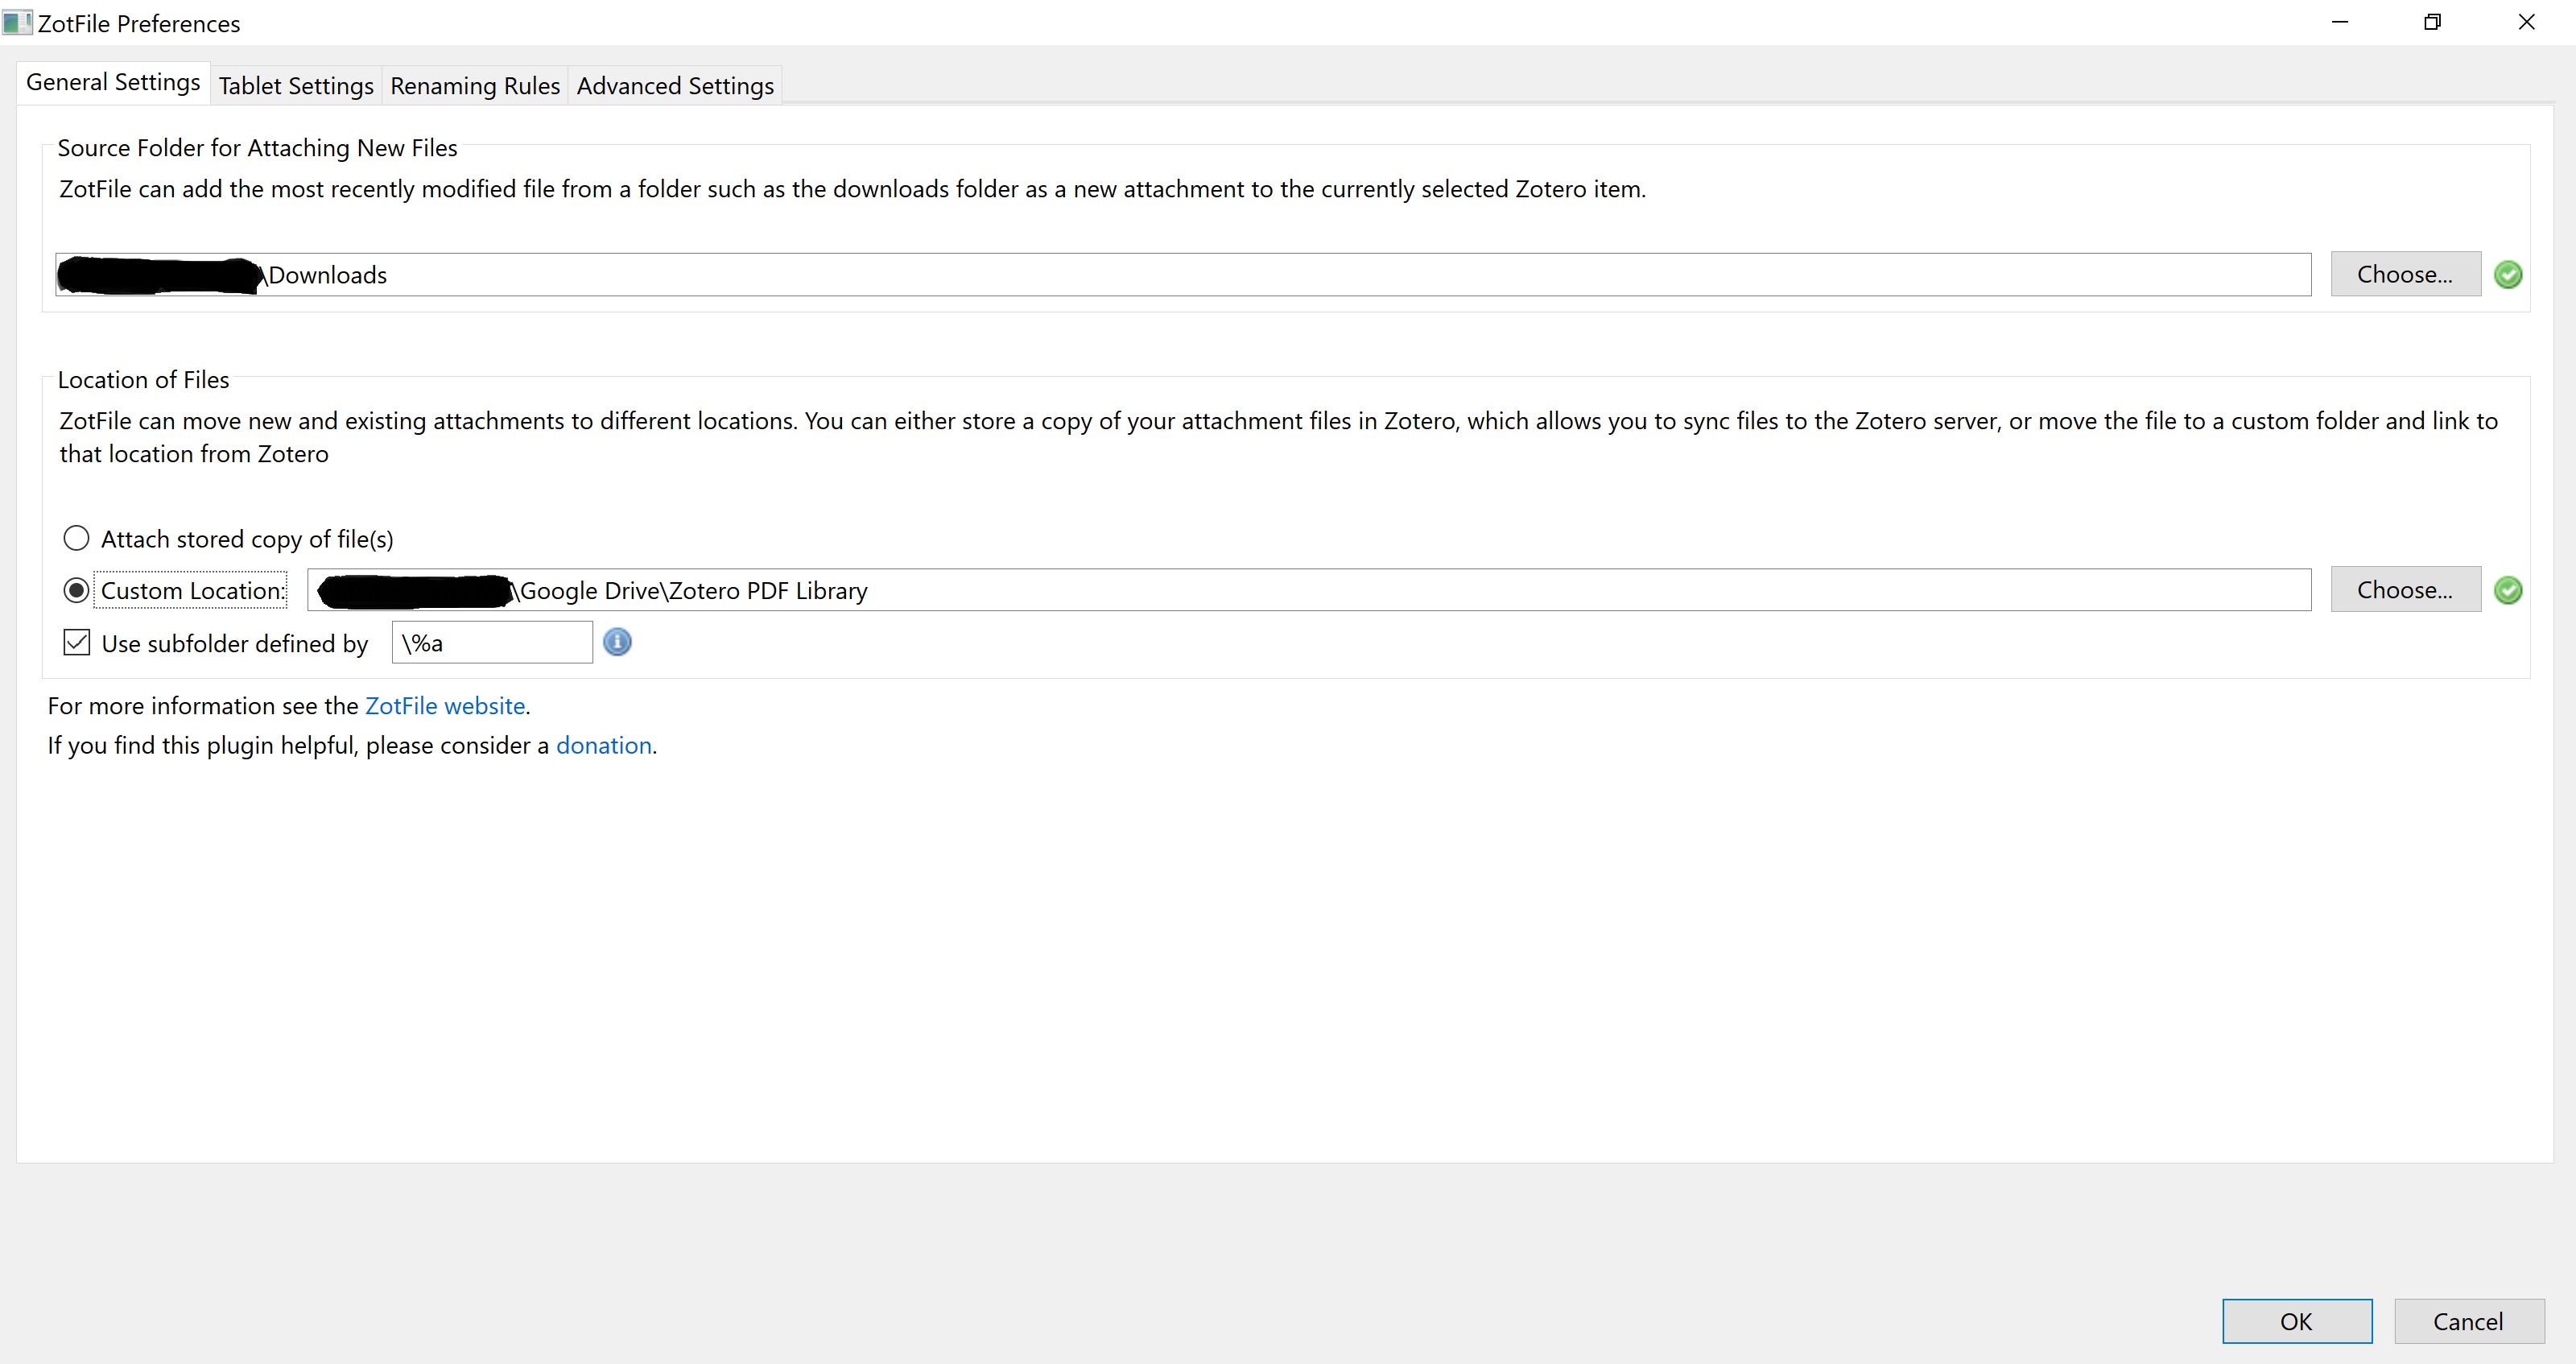 ZotFile Preferences
General Settings
Tablet Settings
Renaming Rules
Advanced Settings
Source Folder for Attaching New Files
ZotFile can add the most recently modified file from a folder such as the downloads folder as a new attachment to the currently selected Zotero item.
\Downloads
Choose...
Location of Files
ZotFile can move new and existing attachments to different locations. You can either store a copy of your attachment files in Zotero, which allows you to sync files to the Zotero server, or move the file to a custom folder and link to
that location from Zotero
Attach stored copy of file(s)
Custom Location:
\Google Drive\Zotero PDF Library
Choose...
Use subfolder defined by
\%a
For more information see the ZotFile website.
If you find this plugin helpful, please consider a donation.
OK
Cancel